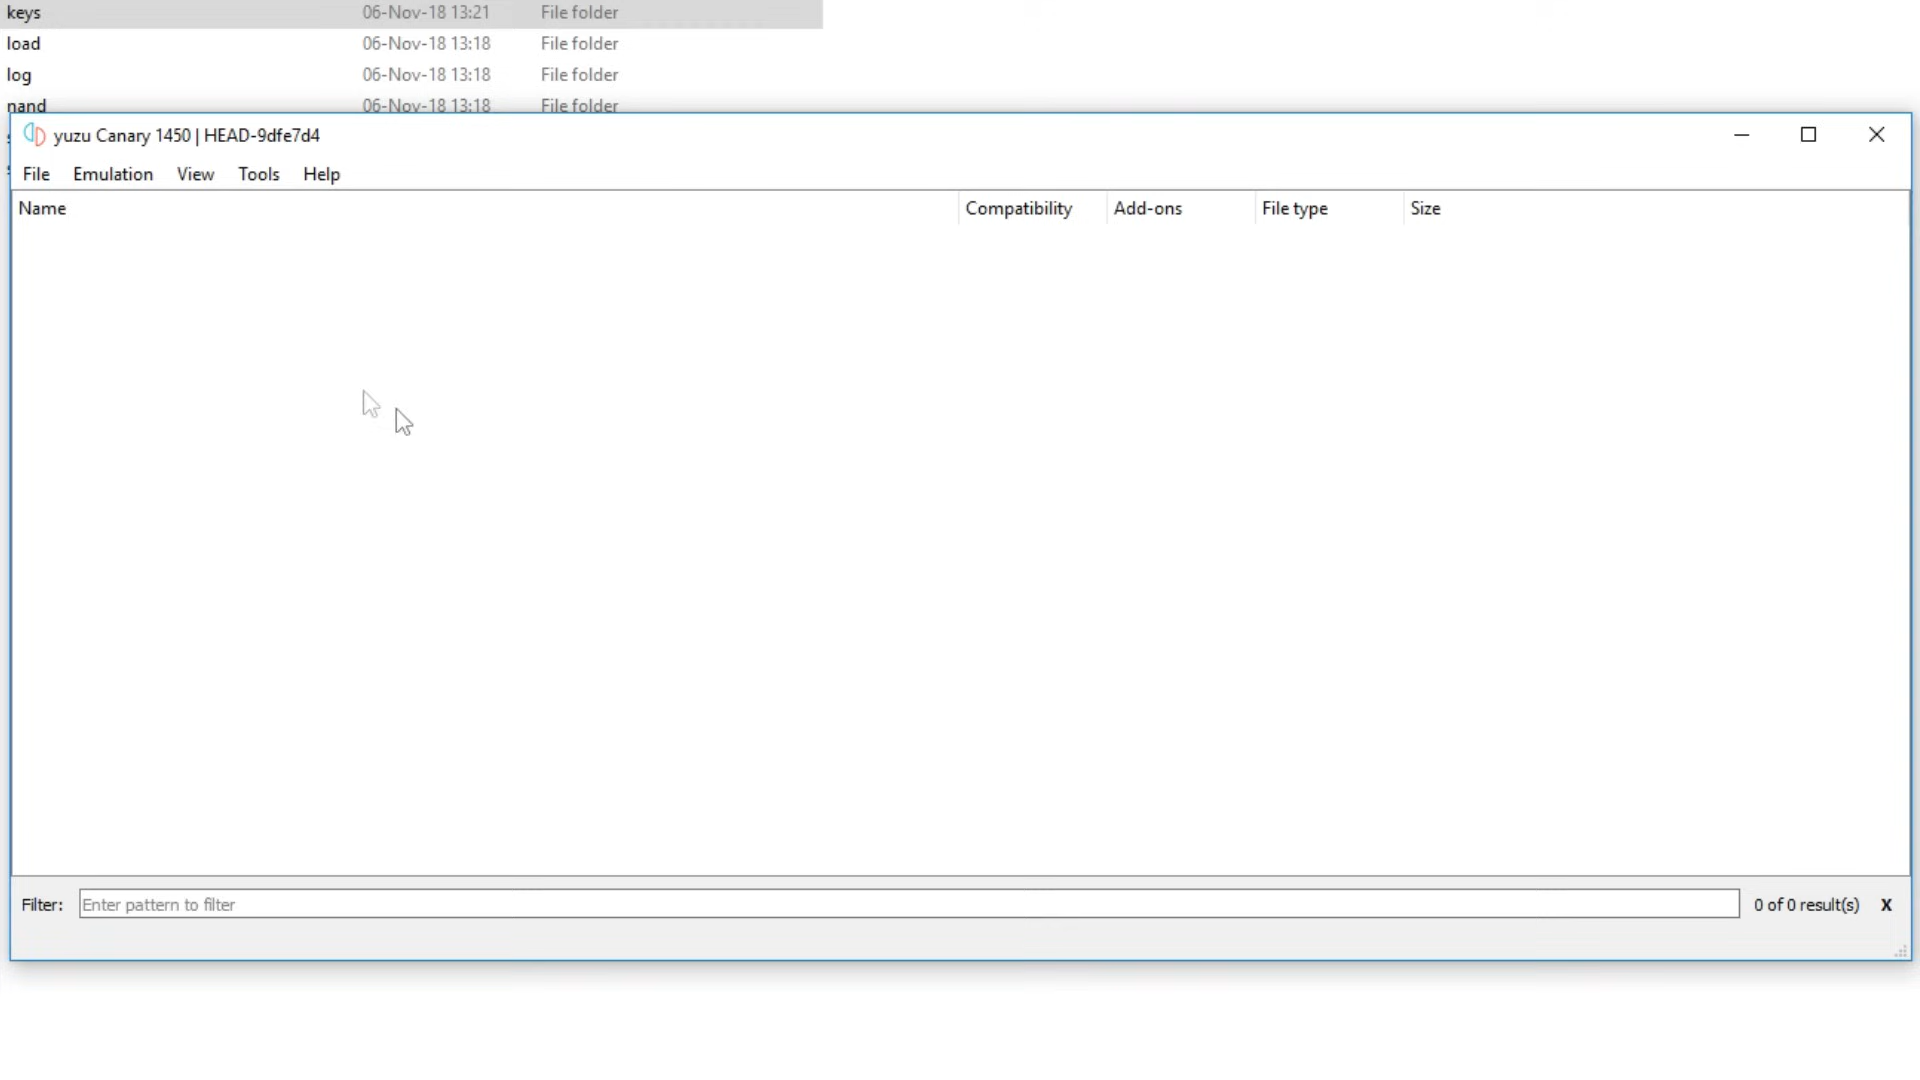 keys 06-Nov-18 13:21 File folder
load 06-Nov-18 13:18 File folder
log 06-Nov-18 13:18 File folder
nand 06-Nov-18 13:18 File folder
yuzu Canary 1450 | HEAD-9dfe7d4
File Emulation View Tools Help
Name Compatibility Add-ons File type Size
Filter: Enter pattern to filter 0 of 0 result(s) X